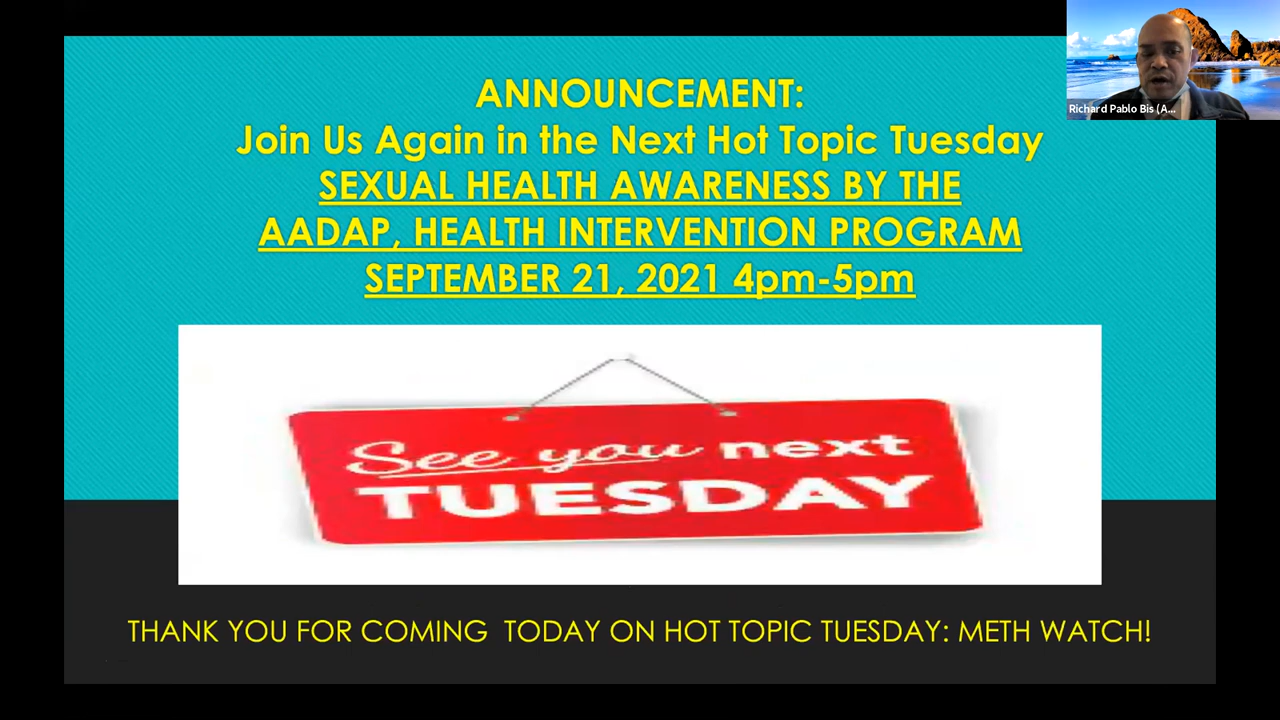 ANNOUNCEMENT:
Join Us Again in the Next Hot Topic Tuesday
SEXUAL HEALTH AWARENESS BY THE
AADAP, HEALTH INTERVENTION PROGRAM
SEPTEMBER 21, 2021 4pm-5pm
Richard Pablo Bis (A...
See you next
TUESDAY
THANK YOU FOR COMING TODAY ON HOT TOPIC TUESDAY: METH WATCH!